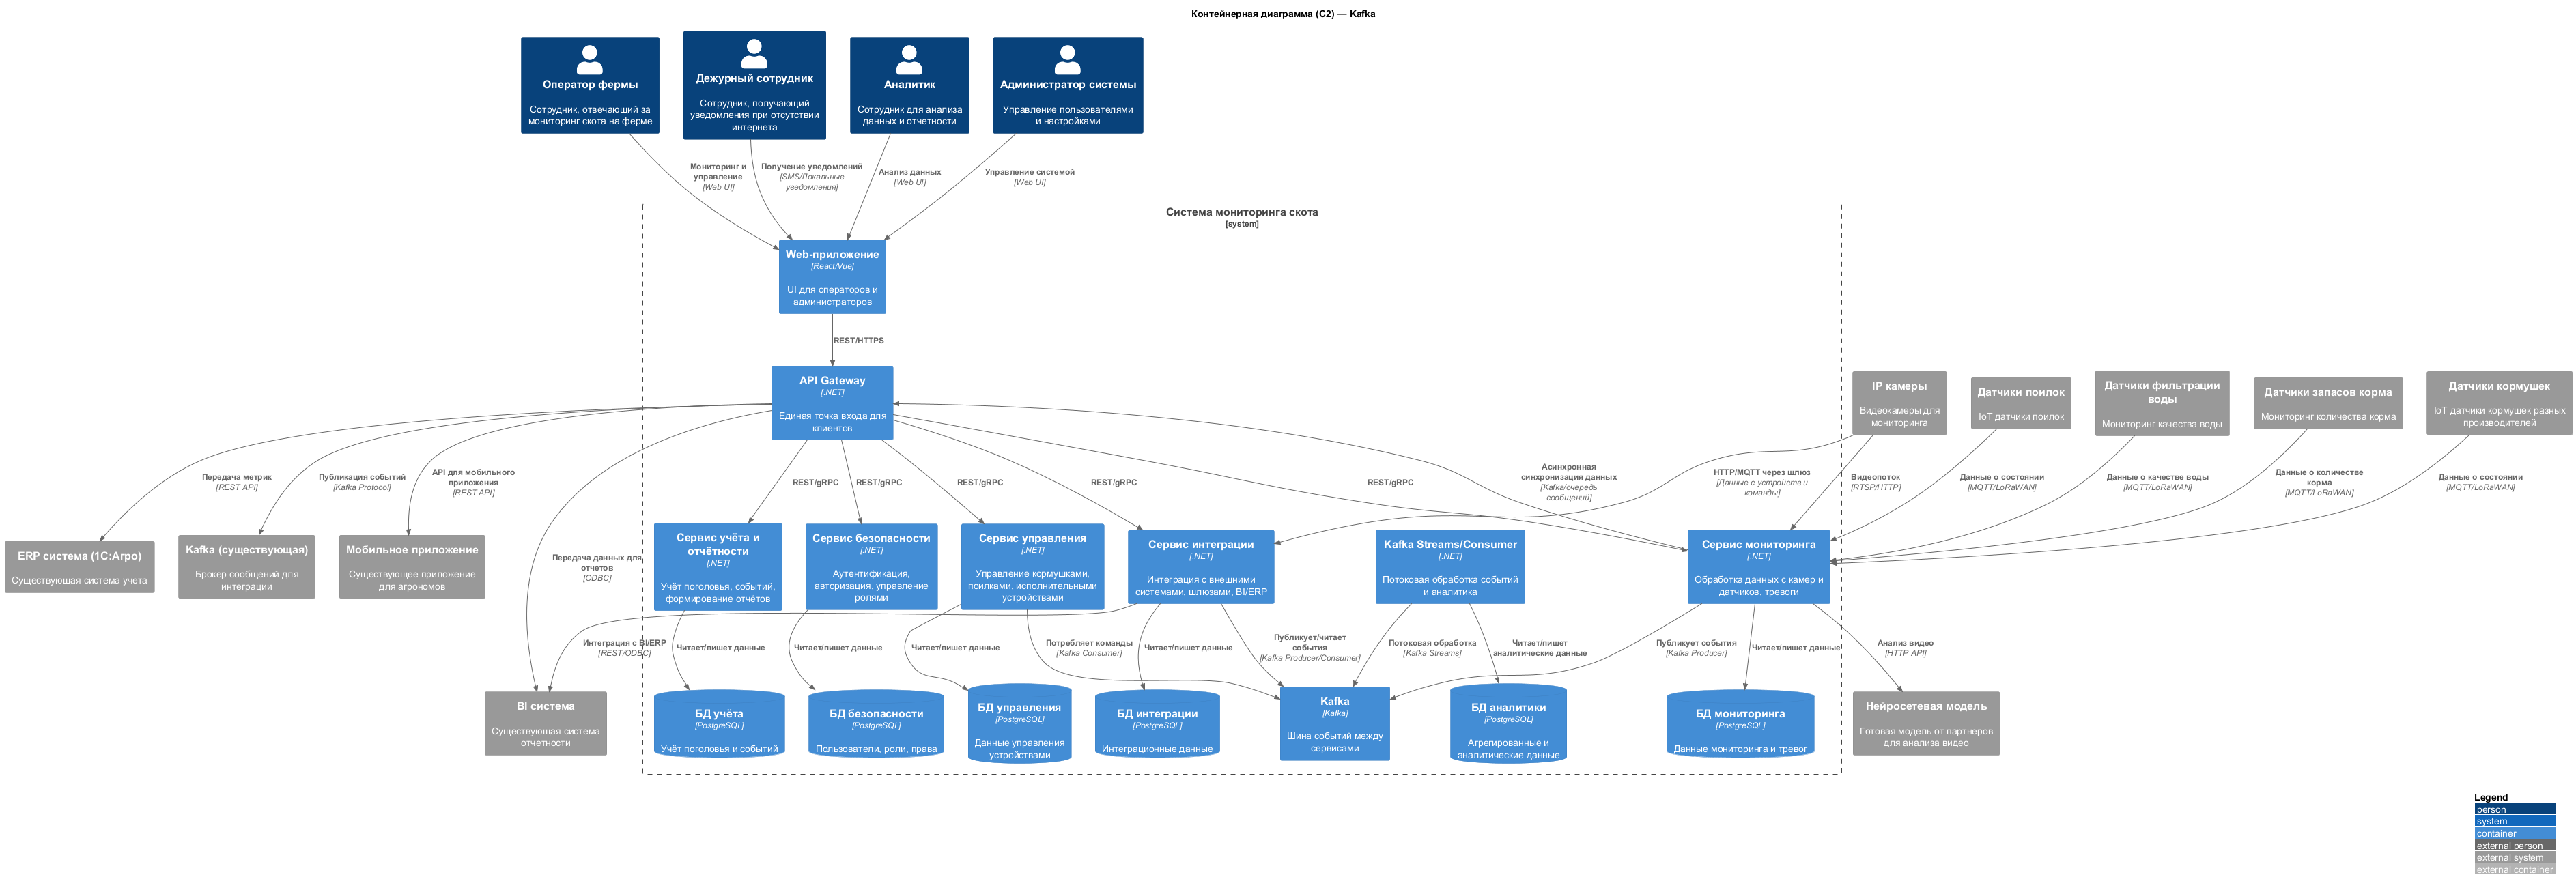 Контейнерная диаграмма (C2) — Kafka
Оператор фермы
Сотрудник, отвечающий за
мониторинг скота на ферме
Дежурный сотрудник
Сотрудник, получающий
уведомления при отсутствии
интернета
Аналитик
Сотрудник для анализа
данных и отчетности
Администратор системы
Управление пользователями
и настройками
Мониторинг и
управление
[Web UI]
Получение уведомлений
[SMS/Локальные
уведомления]
Анализ данных
[Web UI]
Управление системой
[Web UI]
Система мониторинга скота
[system]
Web-приложение
[React/Vue]
UI для операторов и
администраторов
REST/HTTPS
API Gateway
[.NET]
Единая точка входа для
клиентов
IP камеры
Видеокамеры для
мониторинга
Датчики поилок
IoT датчики поилок
Датчики фильтрации
воды
Мониторинг качества воды
Датчики запасов корма
Мониторинг количества корма
Датчики кормушек
IoT датчики кормушек разных
производителей
Передача метрик
[REST API]
Публикация событий
[Kafka Protocol]
API для мобильного
приложения
[REST API]
REST/gRPC
REST/gRPC
REST/gRPC
REST/gRPC
REST/gRPC
Асинхронная
синхронизация данных
[Kafka/очередь
сообщений]
HTTP/MQTT через шлюз
[Данные с устройств и
команды]
Видеопоток
[RTSP/HTTP]
Данные о состоянии
[MQTT/LoRaWAN]
Данные о качестве воды
[MQTT/LoRaWAN]
Данные о количестве
корма
[MQTT/LoRaWAN]
Данные о состоянии
[MQTT/LoRaWAN]
ERP система (1С:Агро)
Существующая система учета
Kafka (существующая)
Брокер сообщений для
интеграции
Мобильное приложение
Существующее приложение
для агрономов
Передача данных для
отчетов
[ODBC]
Сервис учёта и
отчётности
[.NET]
Учёт поголовья, событий,
формирование отчётов
Сервис безопасности
[.NET]
Аутентификация,
авторизация, управление
ролями
Сервис управления
[.NET]
Управление кормушками,
поилками, исполнительными
устройствами
Сервис интеграции
[.NET]
Интеграция с внешними
системами, шлюзами, BI/ERP
Kafka Streams/Consumer
[.NET]
Потоковая обработка событий
и аналитика
Сервис мониторинга
[.NET]
Обработка данных с камер и
датчиков, тревоги
Интеграция с BI/ERP
[REST/ODBC]
Читает/пишет данные
Читает/пишет данные
Читает/пишет данные
Потребляет команды
[Kafka Consumer]
Читает/пишет данные
Публикует/читает
события
[Kafka Producer/Consumer]
Потоковая обработка
[Kafka Streams]
Читает/пишет
аналитические данные
Публикует события
[Kafka Producer]
Читает/пишет данные
Анализ видео
[HTTP API]
BI система
Существующая система
отчетности
БД учёта
[PostgreSQL]
Учёт поголовья и событий
БД безопасности
[PostgreSQL]
Пользователи, роли, права
БД управления
[PostgreSQL]
Данные управления
устройствами
БД интеграции
[PostgreSQL]
Интеграционные данные
Kafka
[Kafka]
Шина событий между
сервисами
БД аналитики
[PostgreSQL]
Агрегированные и
аналитические данные
БД мониторинга
[PostgreSQL]
Данные мониторинга и тревог
Нейросетевая модель
Готовая модель от партнеров
для анализа видео
Legend
person
system
container
external person
external system
external container